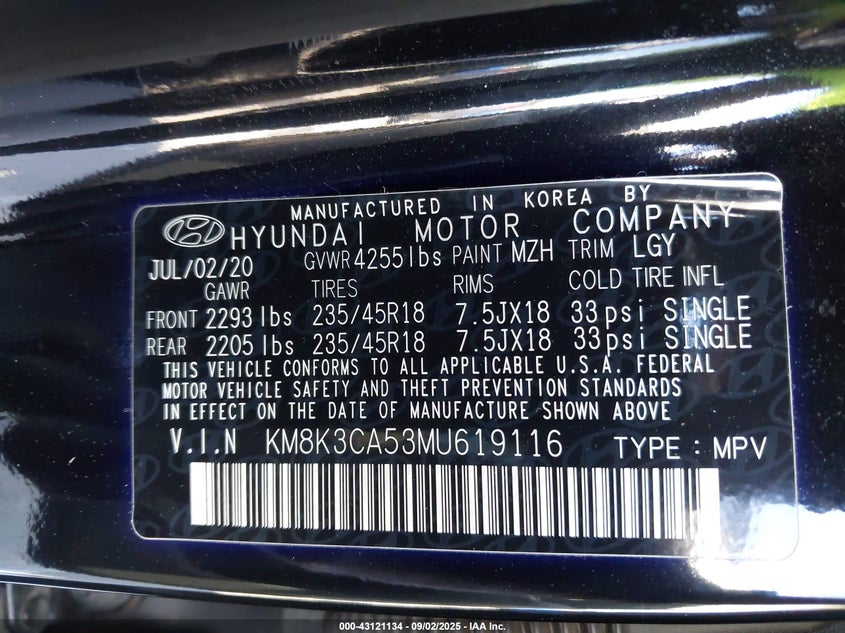 MANUFACTURED IN KOREA BY
HYUNDAI MOTOR COMPANY
JUL/02/20 GVWR 4255lbs PAINT MZH TRIM LGY
GAWR TIRES RIMS COLD TIRE INFL
FRONT 2293 lbs 235/45R18 7.5JX18 33psi SINGLE
REAR 2205 lbs 235/45R18 7.5JX18 33psi SINGLE
THIS VEHICLE CONFORMS TO ALL APPLICABLE U.S.A. FEDERAL
MOTOR VEHICLE SAFETY AND THEFT PREVENTION STANDARDS
IN EFFECT ON THE DATE OF MANUFACTURE SHOWN ABOVE
V.I.N KM8K3CA53MU619116 TYPE : MPV
000-43121134 - 09/02/2025 - IAA Inc.